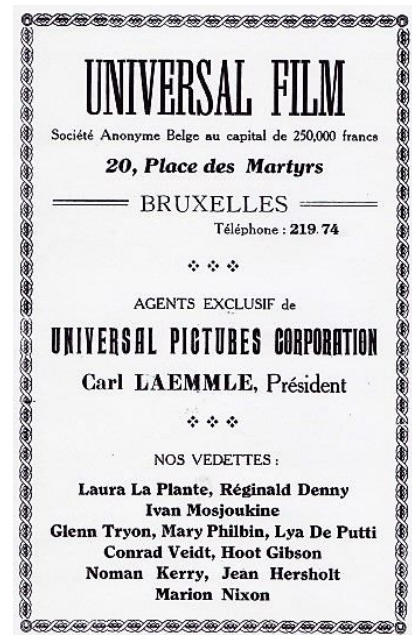 UNIVERSAL FILM
Société Anonyme Belge au capital de 250,000 francs
20, Place des Martyrs
BRUXELLES
Téléphone : 219.74
AGENTS EXCLUSIF de
UNIVERSAL PICTURES CORPORATION
Carl LAEMMLE, Président
NOS VEDETTES :
Laura La Plante, Réginald Denny
Ivan Mosjoukine
Glenn Tryon, Mary Philbin, Lya De Putti
Conrad Veidt, Hoot Gibson
Noman Kerry, Jean Hersholt
Marion Nixon